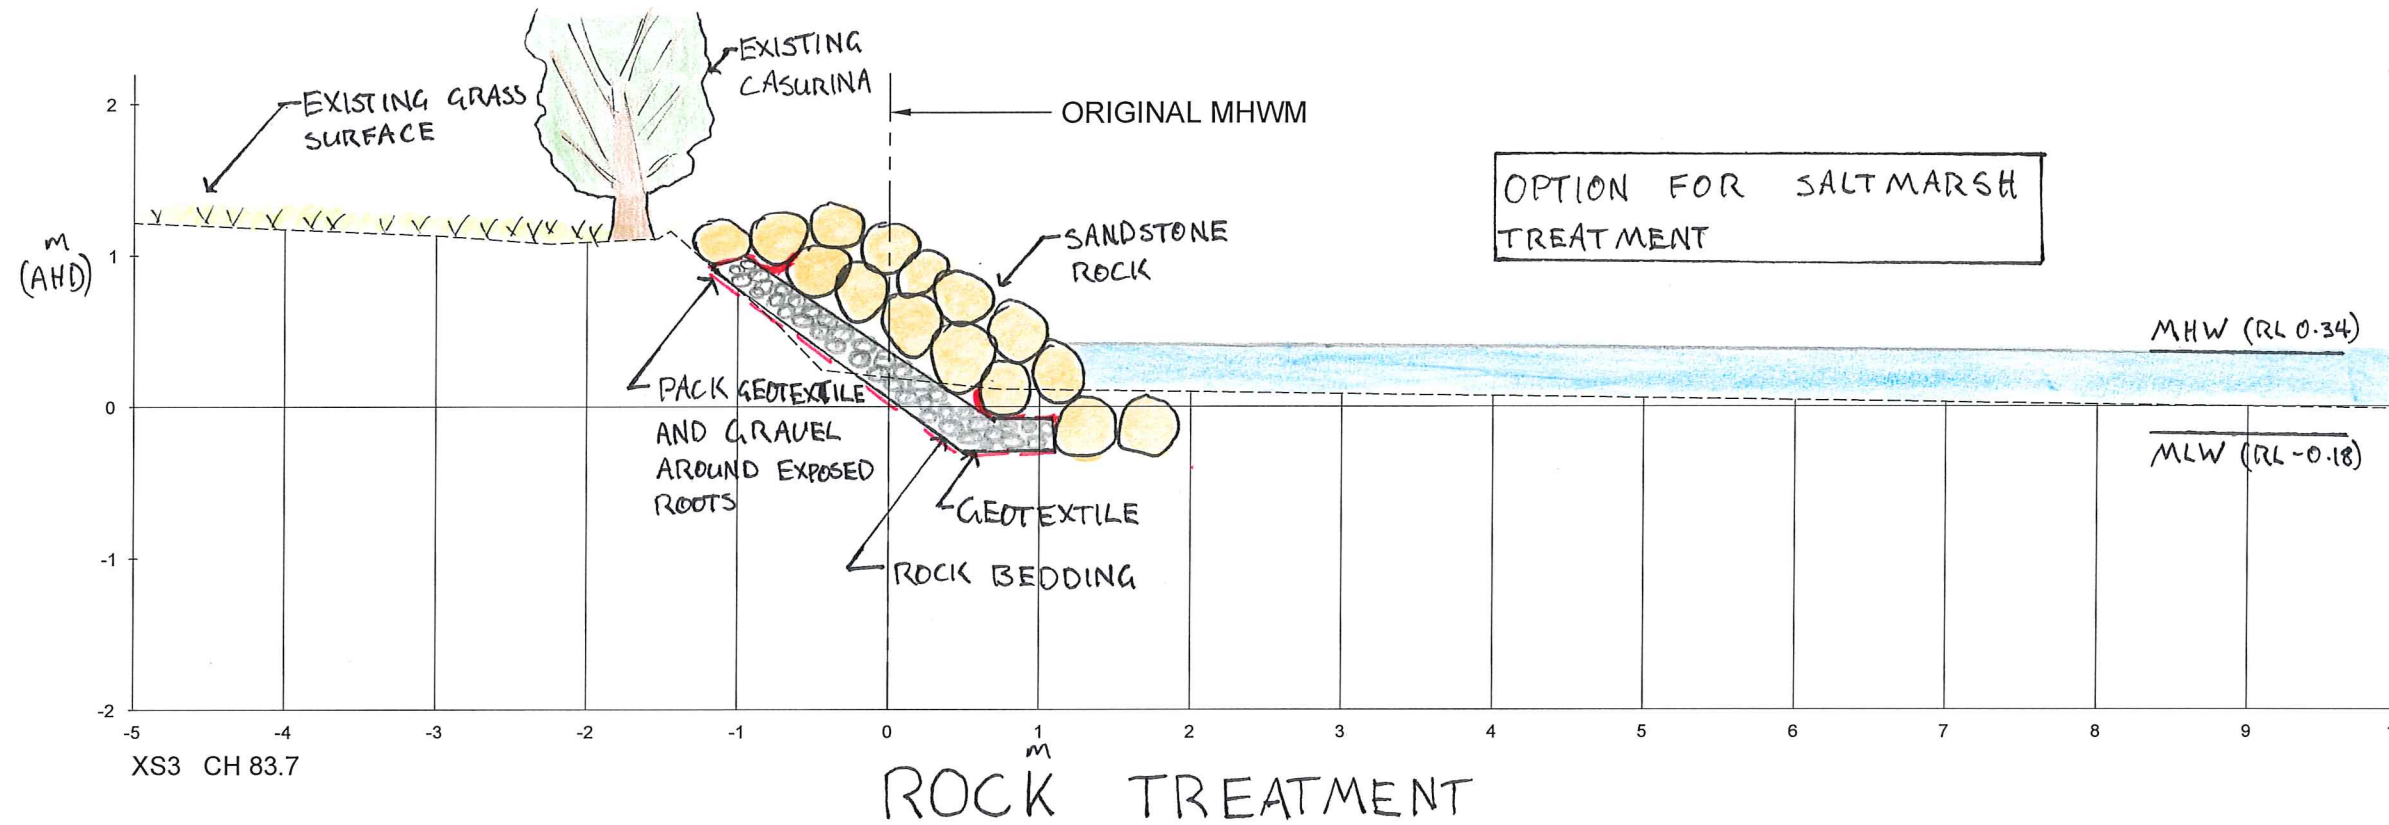 EXISTING GRASS
SURFACE
EXISTING
CASURINA
ORIGINAL MHWM
OPTION FOR SALTMARSH
TREATMENT
SANDSTONE
ROCK
m
(AHD)
MHW (RL 0.34)
MLW (RL -0.18)
PACK GEOTEXTILE
AND GRAVEL
AROUND EXPOSED
ROOTS
GEOTEXTILE
ROCK BEDDING
2
1
0
-1
-2
-5 -4 -3 -2 -1 0 1 2 3 4 5 6 7 8 9
m
XS3 CH 83.7
ROCK TREATMENT